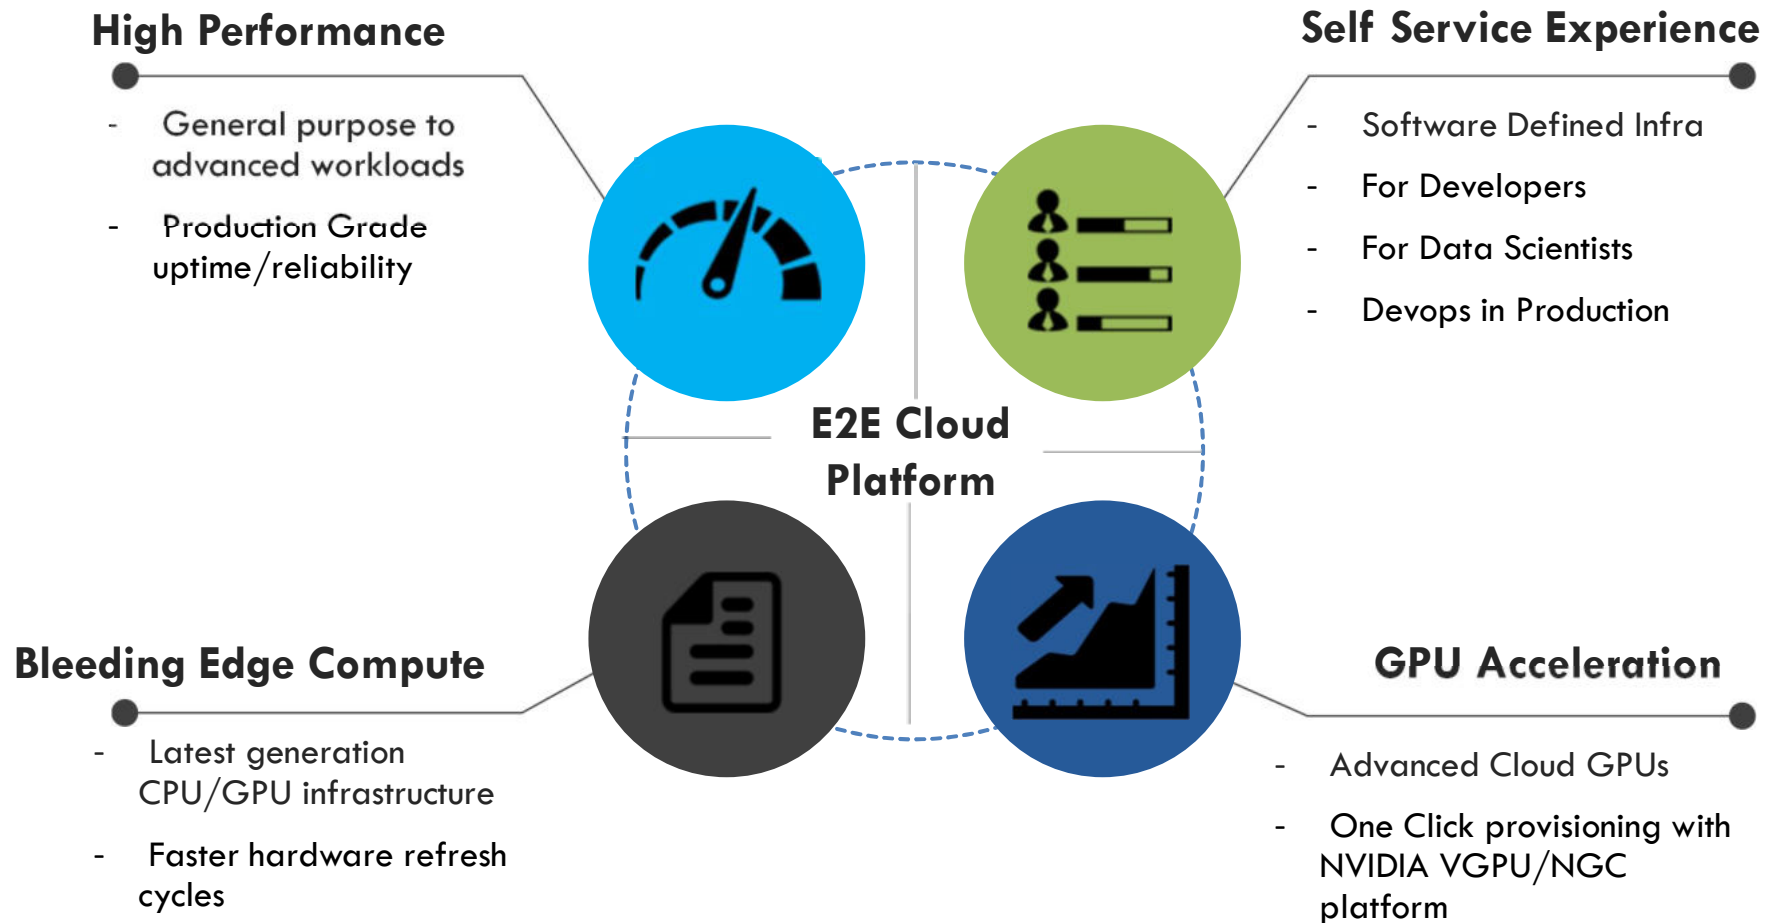 High Performance
- General purpose to
advanced workloads
- Production Grade
uptime/reliability
Self Service Experience
- Software Defined Infra
- For Developers
- For Data Scientists
- Devops in Production
E2E Cloud
Platform
Bleeding Edge Compute
- Latest generation
CPU/GPU infrastructure
- Faster hardware refresh
cycles
GPU Acceleration
- Advanced Cloud GPUs
- One Click provisioning with
NVIDIA VGPU/NGC
platform